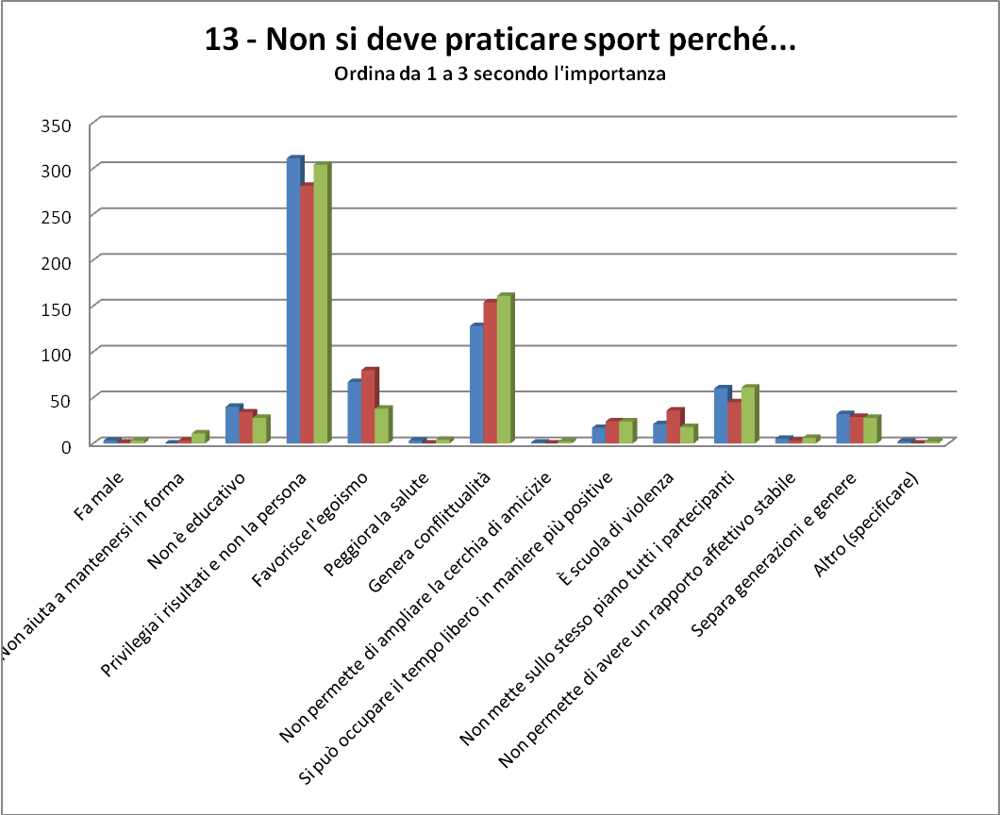 13 - Non si deve praticare sport perché...
Ordina da 1 a 3 secondo l'importanza
350
300
250
200
150
100
50
0
Fa male
Non aiuta a mantenersi in forma
Non è educativo
Privilegia i risultati e non la persona
Favorisce l'egoismo
Peggiora la salute
Genera conflittualità
Non permette di ampliare la cerchia di amicizie
Si può occupare il tempo libero in maniere più positive
È scuola di violenza
Non mette sullo stesso piano tutti i partecipanti
Non permette di avere un rapporto affettivo stabile
Separa generazioni e genere
Altro (specificare)